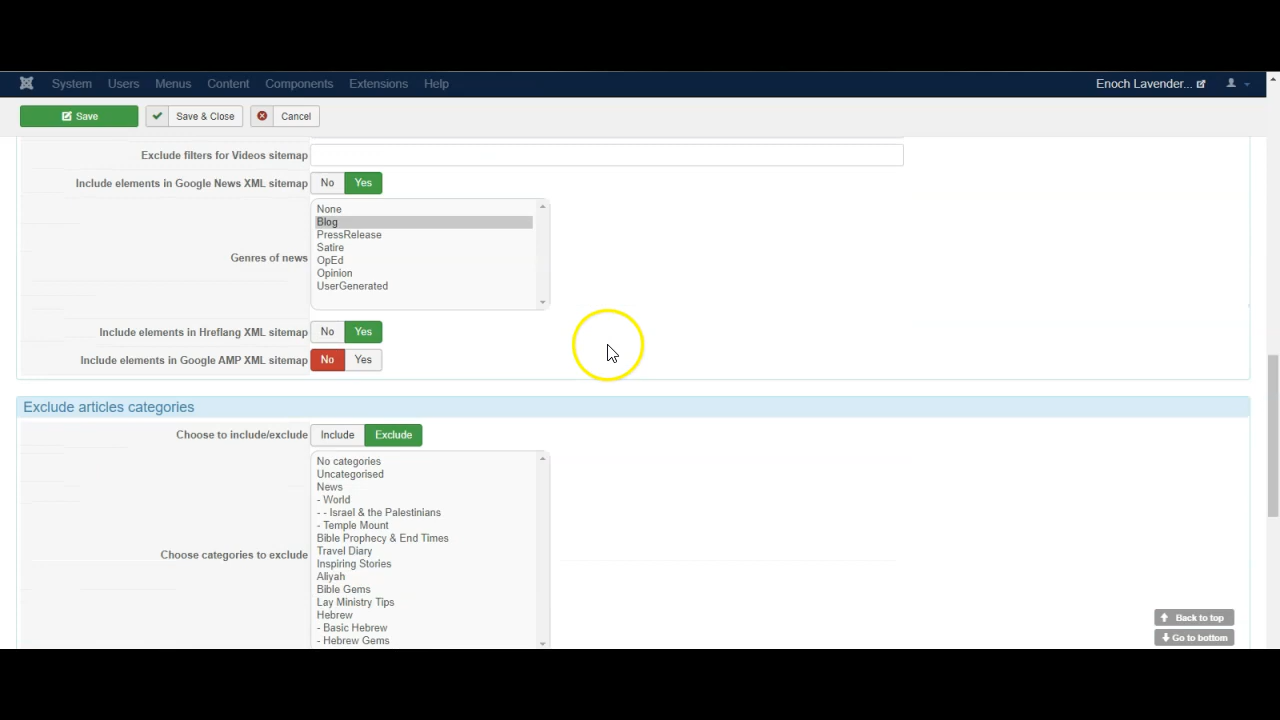 System Users Menus Content Components Extensions Help Enoch Lavender...
Save Save & Close Cancel
Exclude filters for Videos sitemap
Include elements in Google News XML sitemap No Yes
None
Blog
PressRelease
Satire
OpEd
Genres of news
Opinion
UserGenerated
Include elements in Hreflang XML sitemap No Yes
Include elements in Google AMP XML sitemap No Yes
Exclude articles categories
Choose to include/exclude Include Exclude
No categories
Uncategorised
News
- World
- - Israel & the Palestinians
- Temple Mount
Bible Prophecy & End Times
Travel Diary
Choose categories to exclude
Inspiring Stories
Aliyah
Bible Gems
Lay Ministry Tips
Hebrew
- Basic Hebrew
- Hebrew Gems
Back to top
Go to bottom